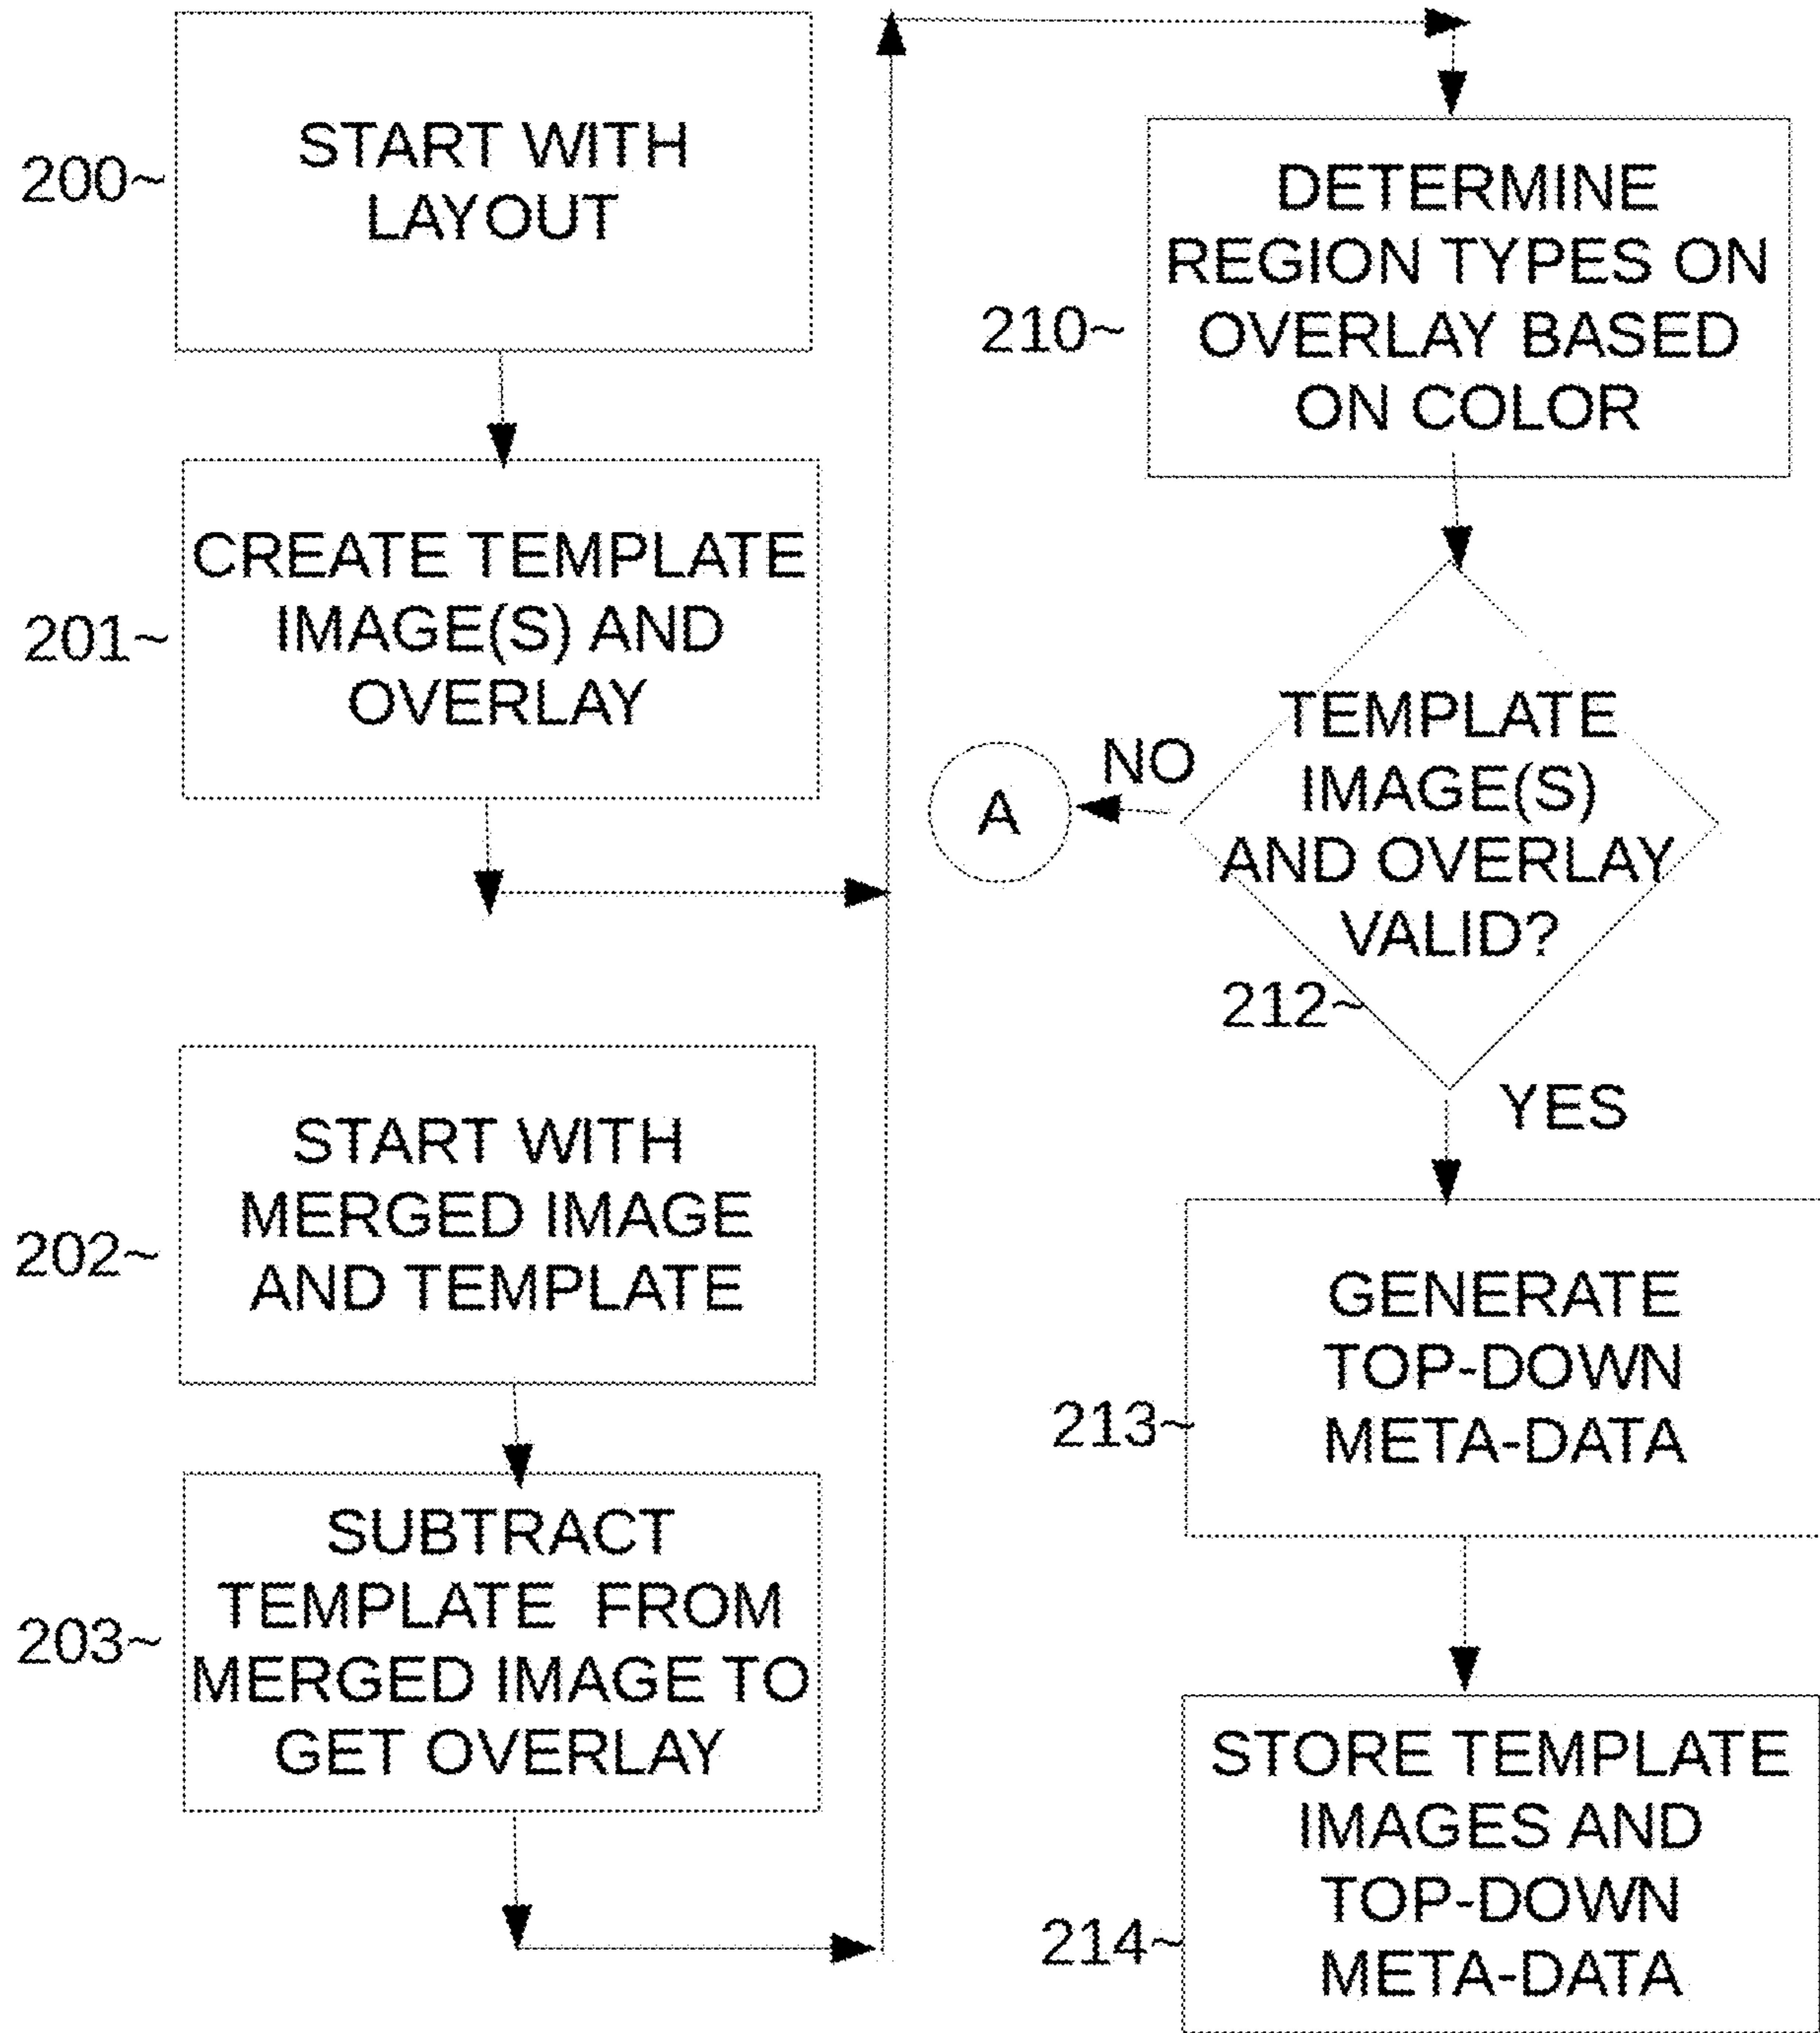 200~
START WITH
LAYOUT
201~
CREATE TEMPLATE
IMAGE(S) AND
OVERLAY
202~
START WITH
MERGED IMAGE
AND TEMPLATE
203~
SUBTRACT
TEMPLATE FROM
MERGED IMAGE TO
GET OVERLAY
210~
DETERMINE
REGION TYPES ON
OVERLAY BASED
ON COLOR
A
NO
TEMPLATE
IMAGE(S)
AND OVERLAY
VALID?
212~
YES
213~
GENERATE
TOP-DOWN
META-DATA
214~
STORE TEMPLATE
IMAGES AND
TOP-DOWN
META-DATA